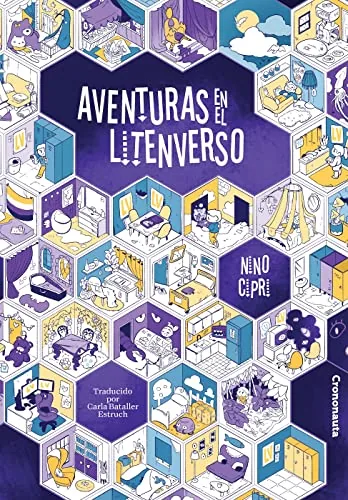 AVENTURAS EN
EL
LITENVERSO
NINO
CIPRI
Traducido
por
Carla Bataller
Estruch
Crononauta